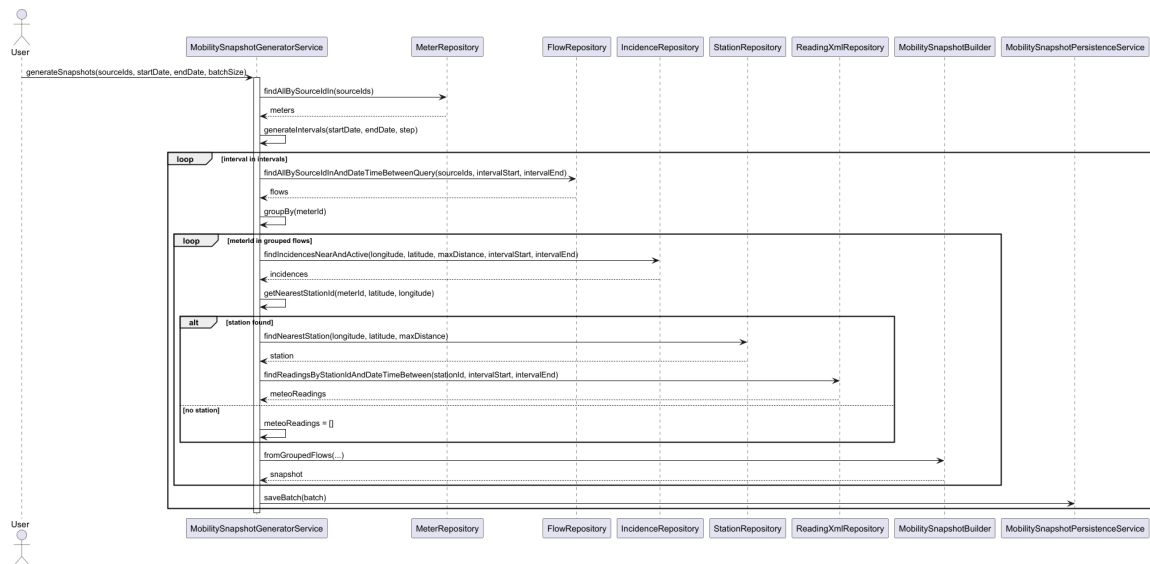 User
MobilitySnapshotGeneratorService
MeterRepository
FlowRepository
IncidenceRepository
StationRepository
ReadingXmlRepository
MobilitySnapshotBuilder
MobilitySnapshotPersistenceService
generateSnapshots(sourceIds, startDate, endDate, batchSize)
findAllBySourceIdIn(sourceIds)
meters
generateIntervals(startDate, endDate, step)
loop [interval in intervals]
findAllBySourceIdInAndDateTimeBetweenQuery(sourceIds, intervalStart, intervalEnd)
flows
groupBy(meterId)
loop [meterId in grouped flows]
findIncidencesNearAndActive(longitude, latitude, maxDistance, intervalStart, intervalEnd)
incidences
getNearestStationId(meterId, latitude, longitude)
alt [station found]
findNearestStation(longitude, latitude, maxDistance)
station
findReadingsByStationIdAndDateTimeBetween(stationId, intervalStart, intervalEnd)
meteoReadings
[no station]
meteoReadings = []
fromGroupedFlows(...)
snapshot
saveBatch(batch)
User
MobilitySnapshotGeneratorService
MeterRepository
FlowRepository
IncidenceRepository
StationRepository
ReadingXmlRepository
MobilitySnapshotBuilder
MobilitySnapshotPersistenceService